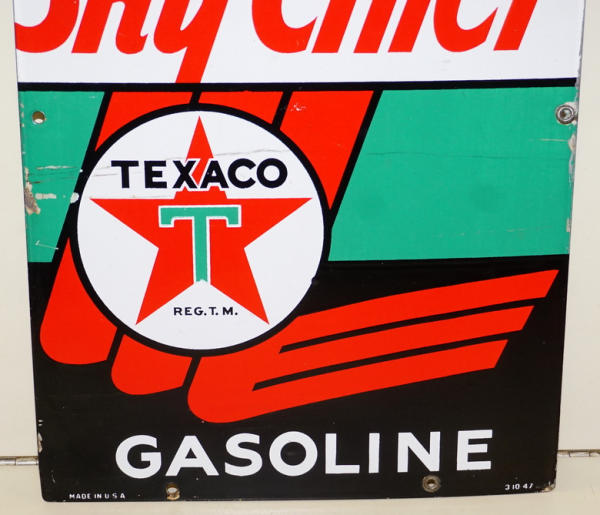 Sky Chief
TEXACO
T
REG. T. M.
GASOLINE
MADE IN U S A
3 10 47